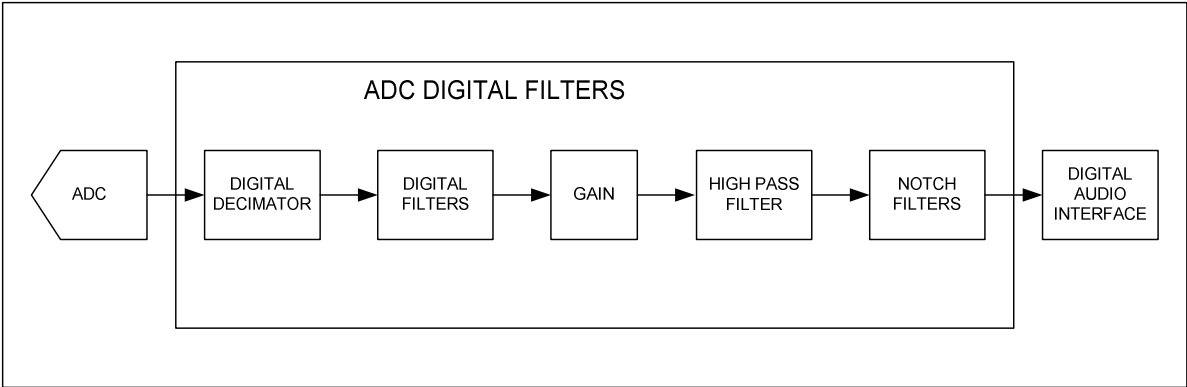 ADC DIGITAL FILTERS
ADC
DIGITAL
DECIMATOR
DIGITAL
FILTERS
GAIN
HIGH PASS
FILTER
NOTCH
FILTERS
DIGITAL
AUDIO
INTERFACE